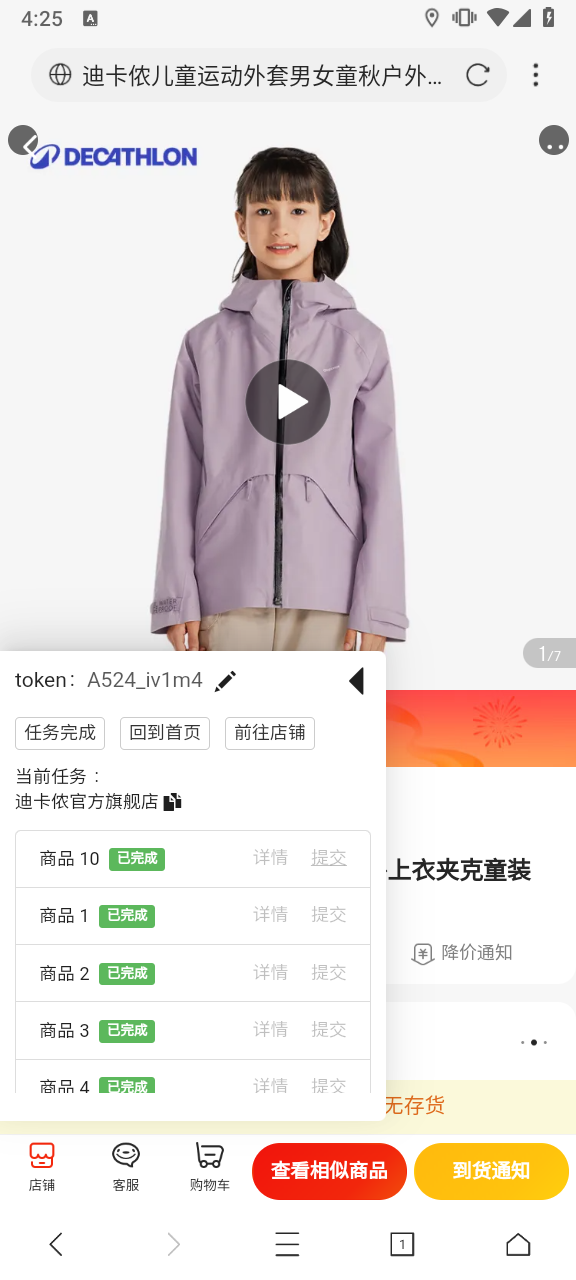 4:25
A
迪卡侬儿童运动外套男女童秋户外...
DECATHLON
1/7
token： A524_iv1m4
任务完成 回到首页 前往店铺
当前任务：
迪卡侬官方旗舰店
商品 10 已完成 详情 提交
上衣夹克童装
商品 1 已完成 详情 提交
降价通知
商品 2 已完成 详情 提交
商品 3 已完成 详情 提交
商品 4 已完成 详情 提交
无存货
店铺 客服 购物车 查看相似商品 到货通知
1